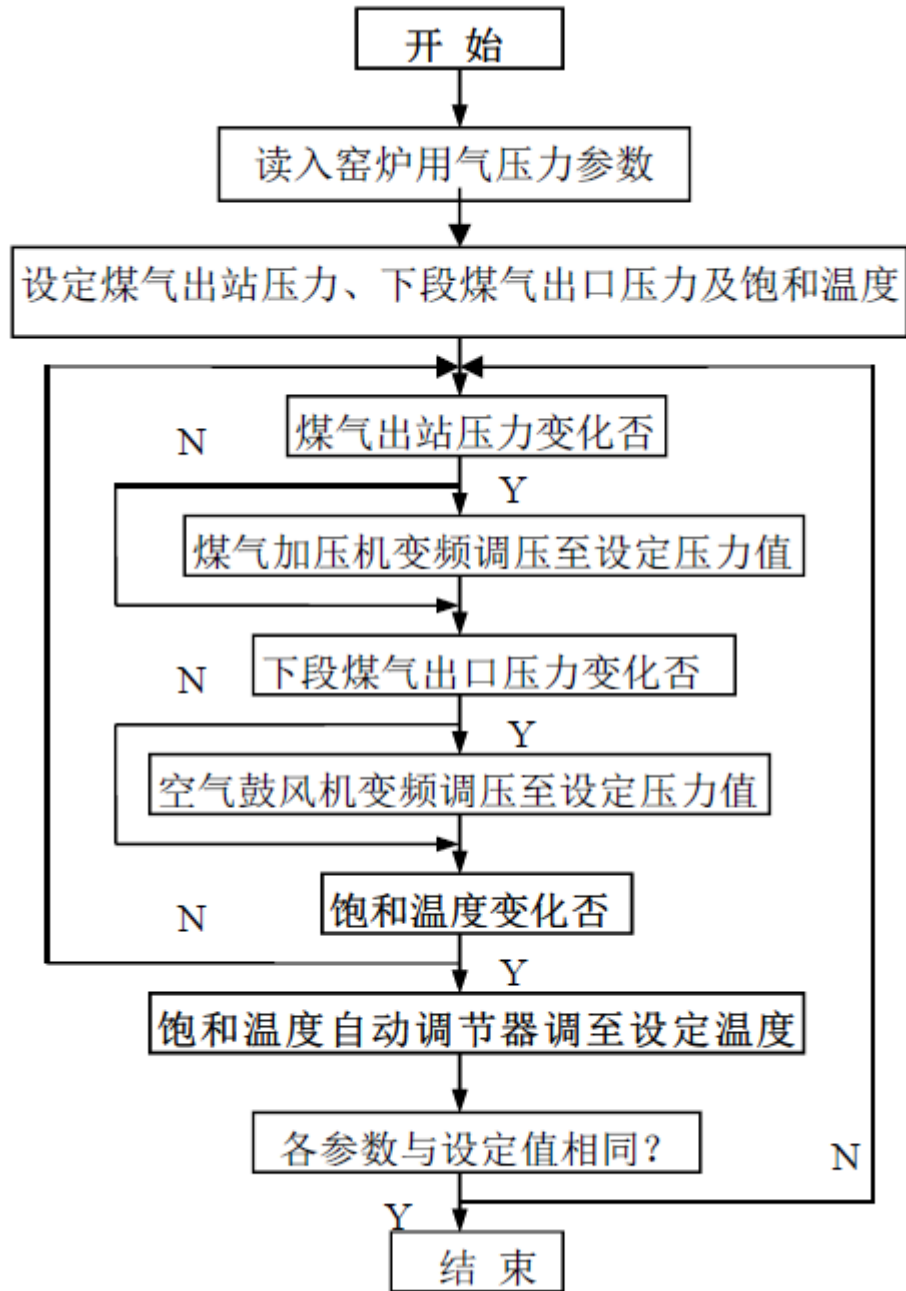 开 始
读入窑炉用气压力参数
设定煤气出站压力、下段煤气出口压力及饱和温度
煤气出站压力变化否
N
Y
煤气加压机变频调压至设定压力值
下段煤气出口压力变化否
N
Y
空气鼓风机变频调压至设定压力值
饱和温度变化否
N
Y
饱和温度自动调节器调至设定温度
各参数与设定值相同?
N
Y
结 束